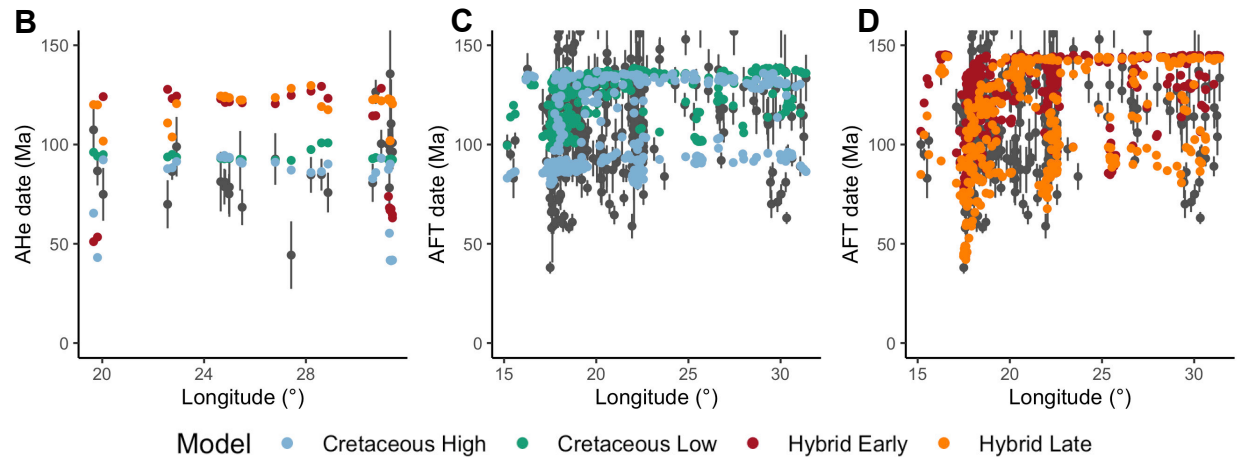 B
C
D
AHe date (Ma)
150
100
50
0
20
24
28
Longitude (°)
AFT date (Ma)
150
100
50
0
15
20
25
30
Longitude (°)
AFT date (Ma)
150
100
50
0
15
20
25
30
Longitude (°)
Model Cretaceous High Cretaceous Low Hybrid Early Hybrid Late